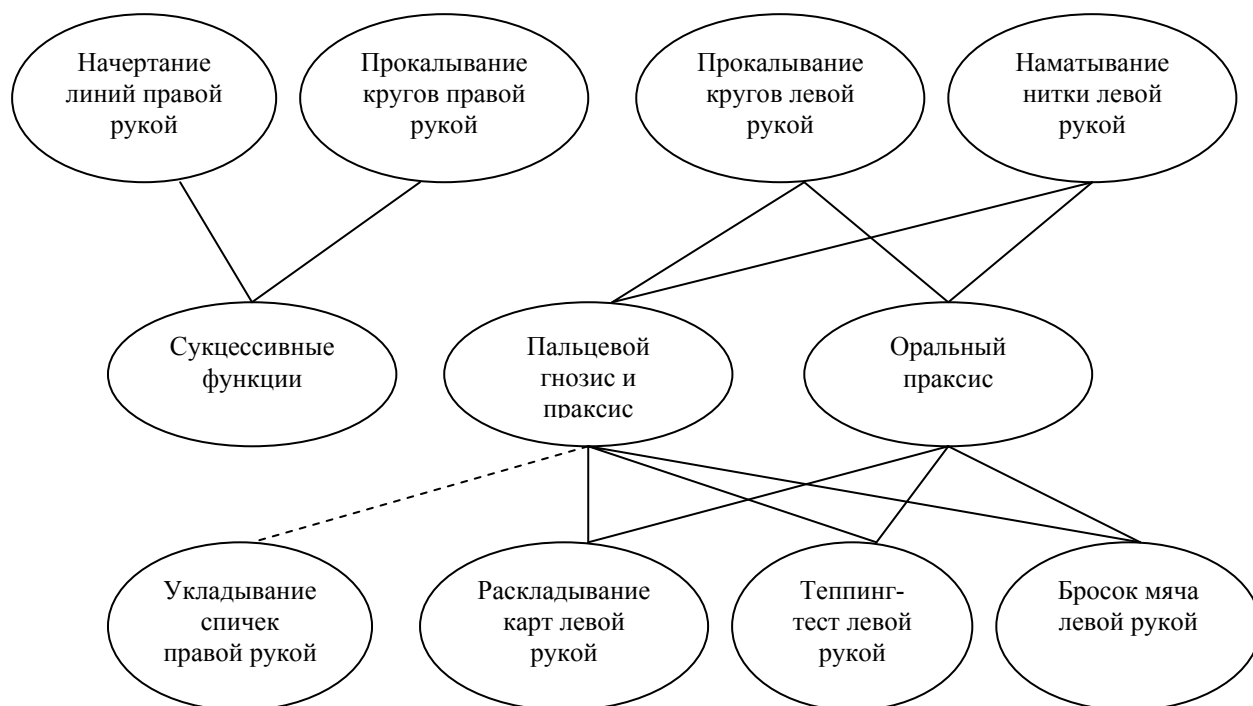 Начертание
линий правой
рукой
Прокалывание
кругов правой
рукой
Прокалывание
кругов левой
рукой
Наматывание
нитки левой
рукой
Сукцессивные
функции
Пальцевой
гнозис и
праксис
Оральный
праксис
Укладывание
спичек
правой рукой
Раскладывание
карт левой
рукой
Теппинг-
тест левой
рукой
Бросок мяча
левой рукой